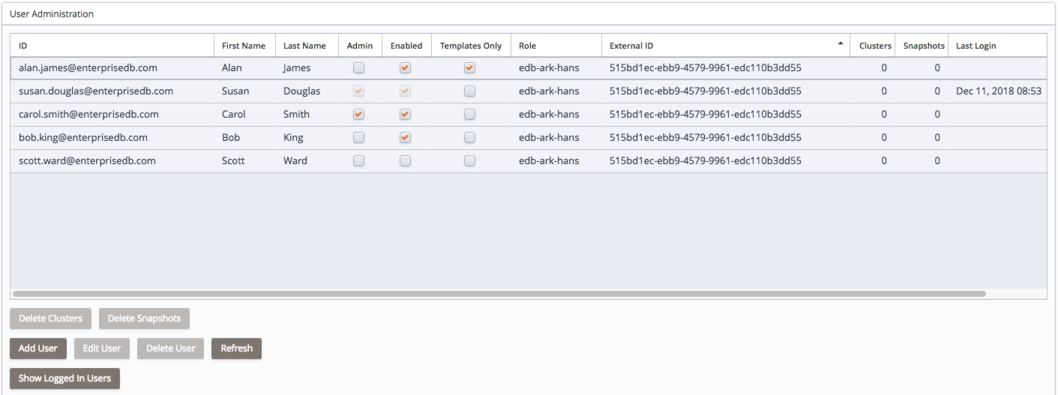 User Administration
ID First Name Last Name Admin Enabled Templates Only Role External ID Clusters Snapshots Last Login
alan.james@enterprisedb.com Alan James edb-ark-hans 515bd1ec-ebb9-4579-9961-edc110b3dd55 0 0
susan.douglas@enterprisedb.com Susan Douglas edb-ark-hans 515bd1ec-ebb9-4579-9961-edc110b3dd55 0 0 Dec 11, 2018 08:53
carol.smith@enterprisedb.com Carol Smith edb-ark-hans 515bd1ec-ebb9-4579-9961-edc110b3dd55 0 0
bob.king@enterprisedb.com Bob King edb-ark-hans 515bd1ec-ebb9-4579-9961-edc110b3dd55 0 0
scott.ward@enterprisedb.com Scott Ward edb-ark-hans 515bd1ec-ebb9-4579-9961-edc110b3dd55 0 0
Delete Clusters Delete Snapshots
Add User Edit User Delete User Refresh
Show Logged In Users